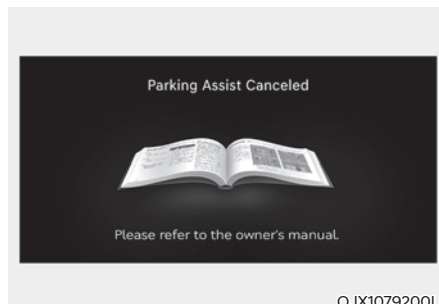 Parking Assist Canceled
Please refer to the owner's manual.
OJX1079200L